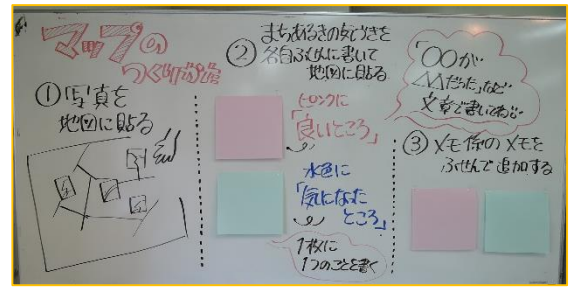 マップの
つくりかた
① 写真を
地図に貼る
② まちあるきの気づきを
各自ふせんに書いて
地図に貼る
ピンクに
「良いところ」
水色に
「気になった
ところ」
1枚に
1つのことを書く
「○○が
△△だった」など
文章で書いてね
③ メモ係のメモを
ふせんで追加する